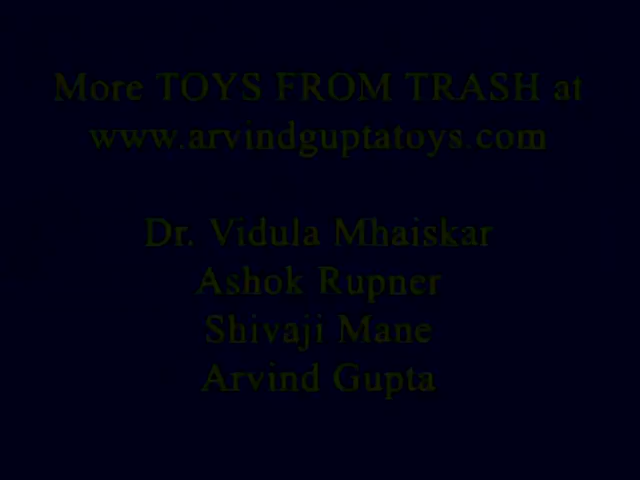 More TOYS FROM TRASH at
www.arvindguptatoys.com
Dr. Vidula Mhaiskar
Ashok Rupner
Shivaji Mane
Arvind Gupta